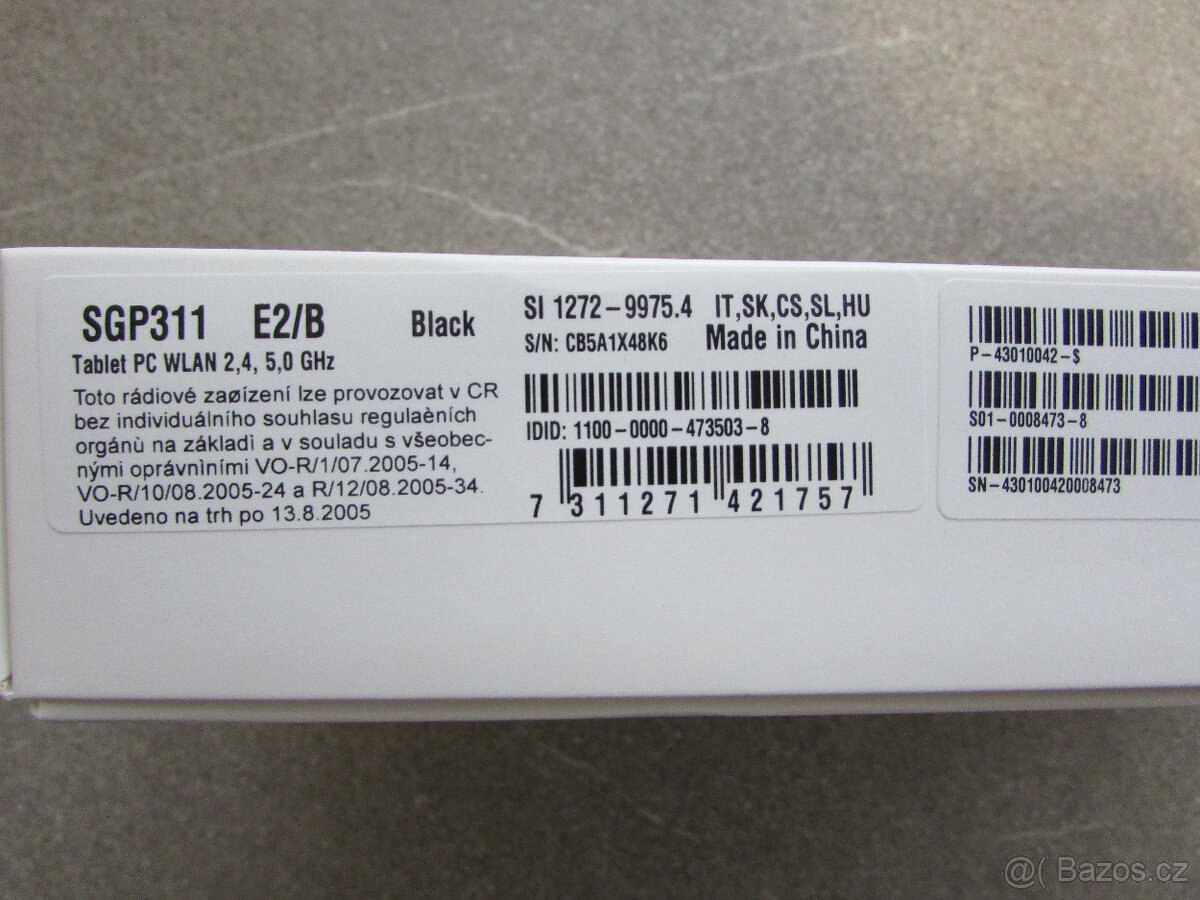 SGP311 E2/B Black
Tablet PC WLAN 2,4, 5,0 GHz
Toto rádiové zaøízení lze provozovat v CR
bez individuálního souhlasu regulaèních
orgánù na základi a v souladu s všeobec-
nými oprávnìními VO-R/1/07.2005-14,
VO-R/10/08.2005-24 a R/12/08.2005-34.
Uvedeno na trh po 13.8.2005
SI 1272-9975.4 IT,SK,CS,SL,HU
S/N: CB5A1X48K6 Made in China
IDID: 1100-0000-473503-8
7 311271 421757
P-43010042-$
S01-0008473-8
SN-430100420008473
@( Bazos.cz